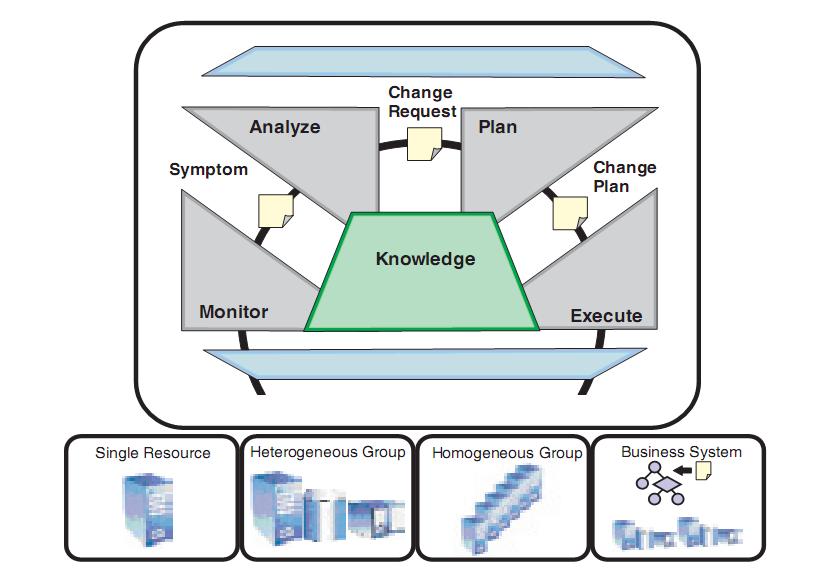 Change
Request
Analyze
Plan
Symptom
Change
Plan
Knowledge
Monitor
Execute
Single Resource
Heterogeneous Group
Homogeneous Group
Business System